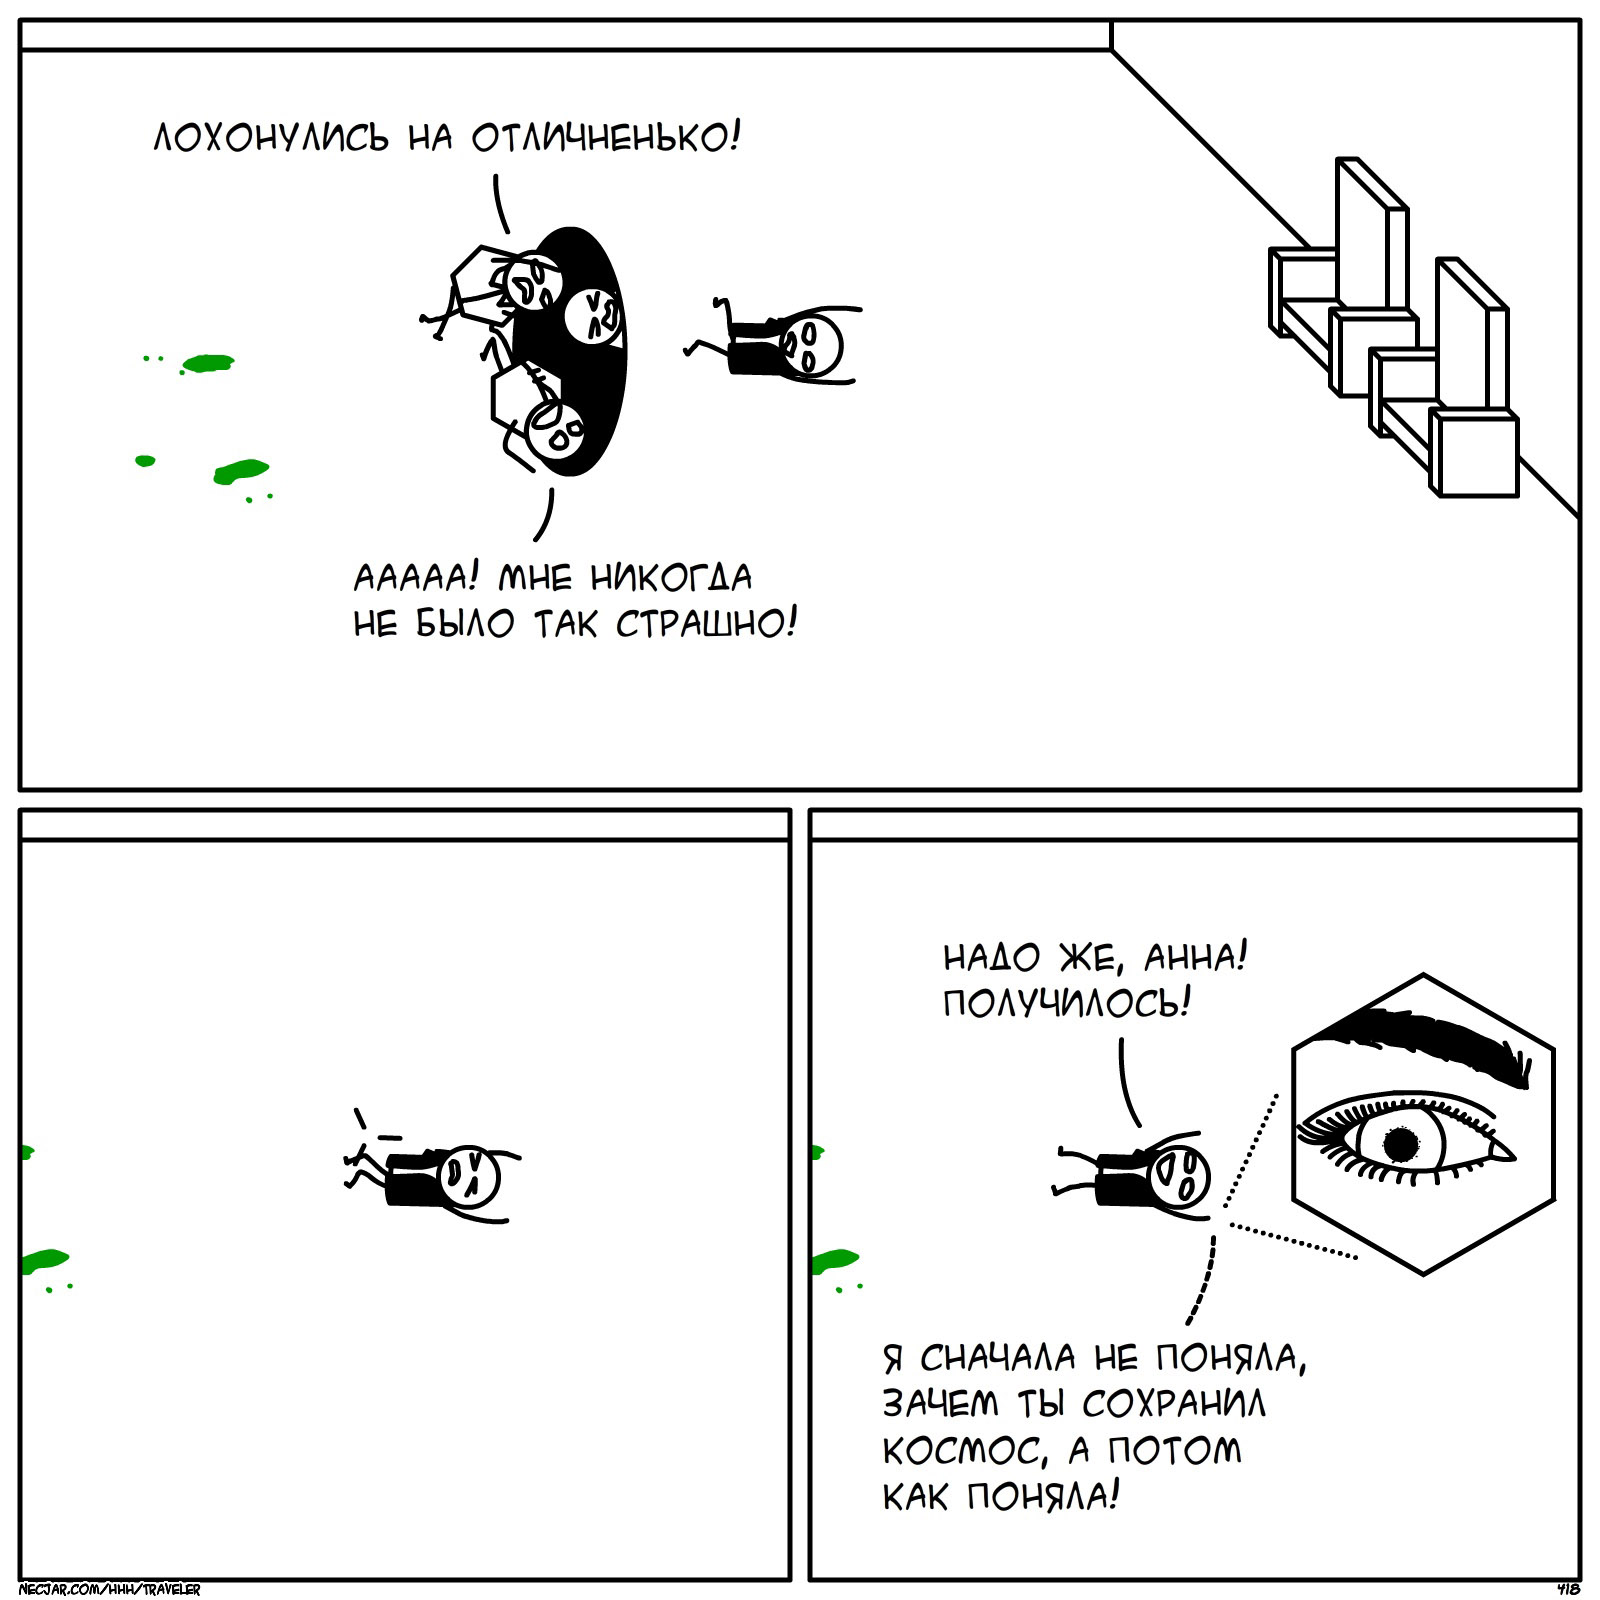 ЛОХОНУЛИСЬ НА ОТЛИЧНЕНЬКО!
ААААА! МНЕ НИКОГДА
НЕ БЫЛО ТАК СТРАШНО!
НАДО ЖЕ, АННА!
ПОЛУЧИЛОСЬ!
Я СНАЧАЛА НЕ ПОНЯЛА,
ЗАЧЕМ ТЫ СОХРАНИЛ
КОСМОС, А ПОТОМ
КАК ПОНЯЛА!
NECJAR.COM/HHH/TRAVELER
418